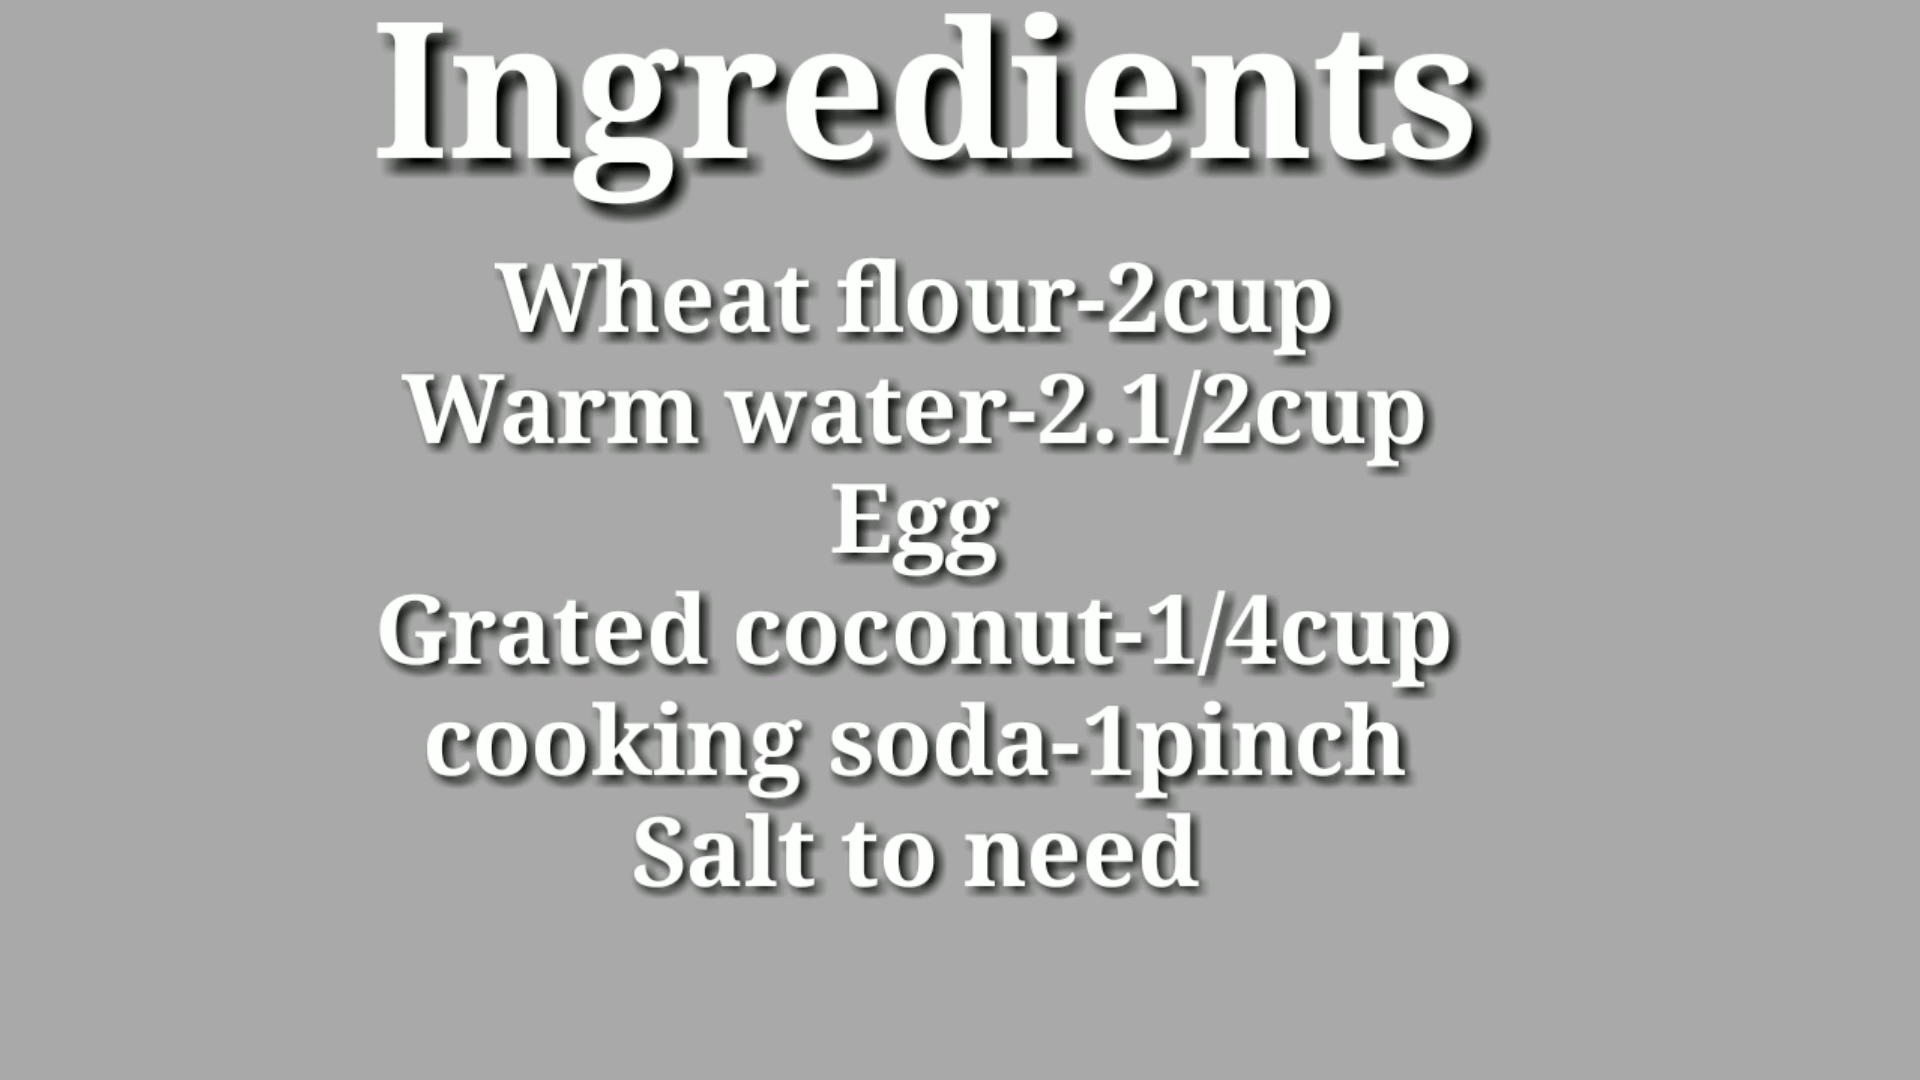 Ingredients
Wheat flour-2cup
Warm water-2.1/2cup
Egg
Grated coconut-1/4cup
cooking soda-1pinch
Salt to need